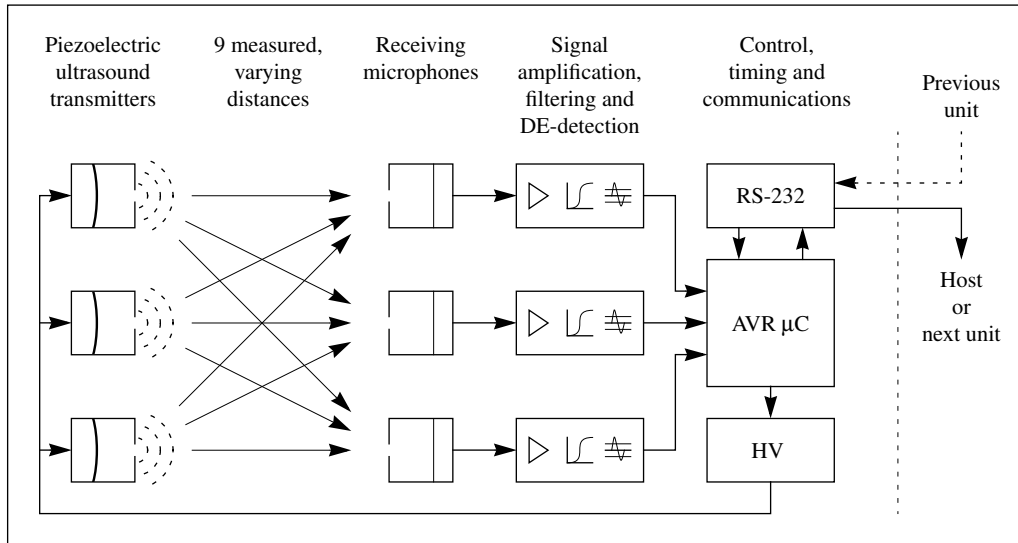 Piezoelectric
ultrasound
transmitters
9 measured,
varying
distances
Receiving
microphones
Signal
amplification,
filtering and
DE-detection
Control,
timing and
communications
Previous
unit
RS-232
AVR μC
HV
Host
or
next unit